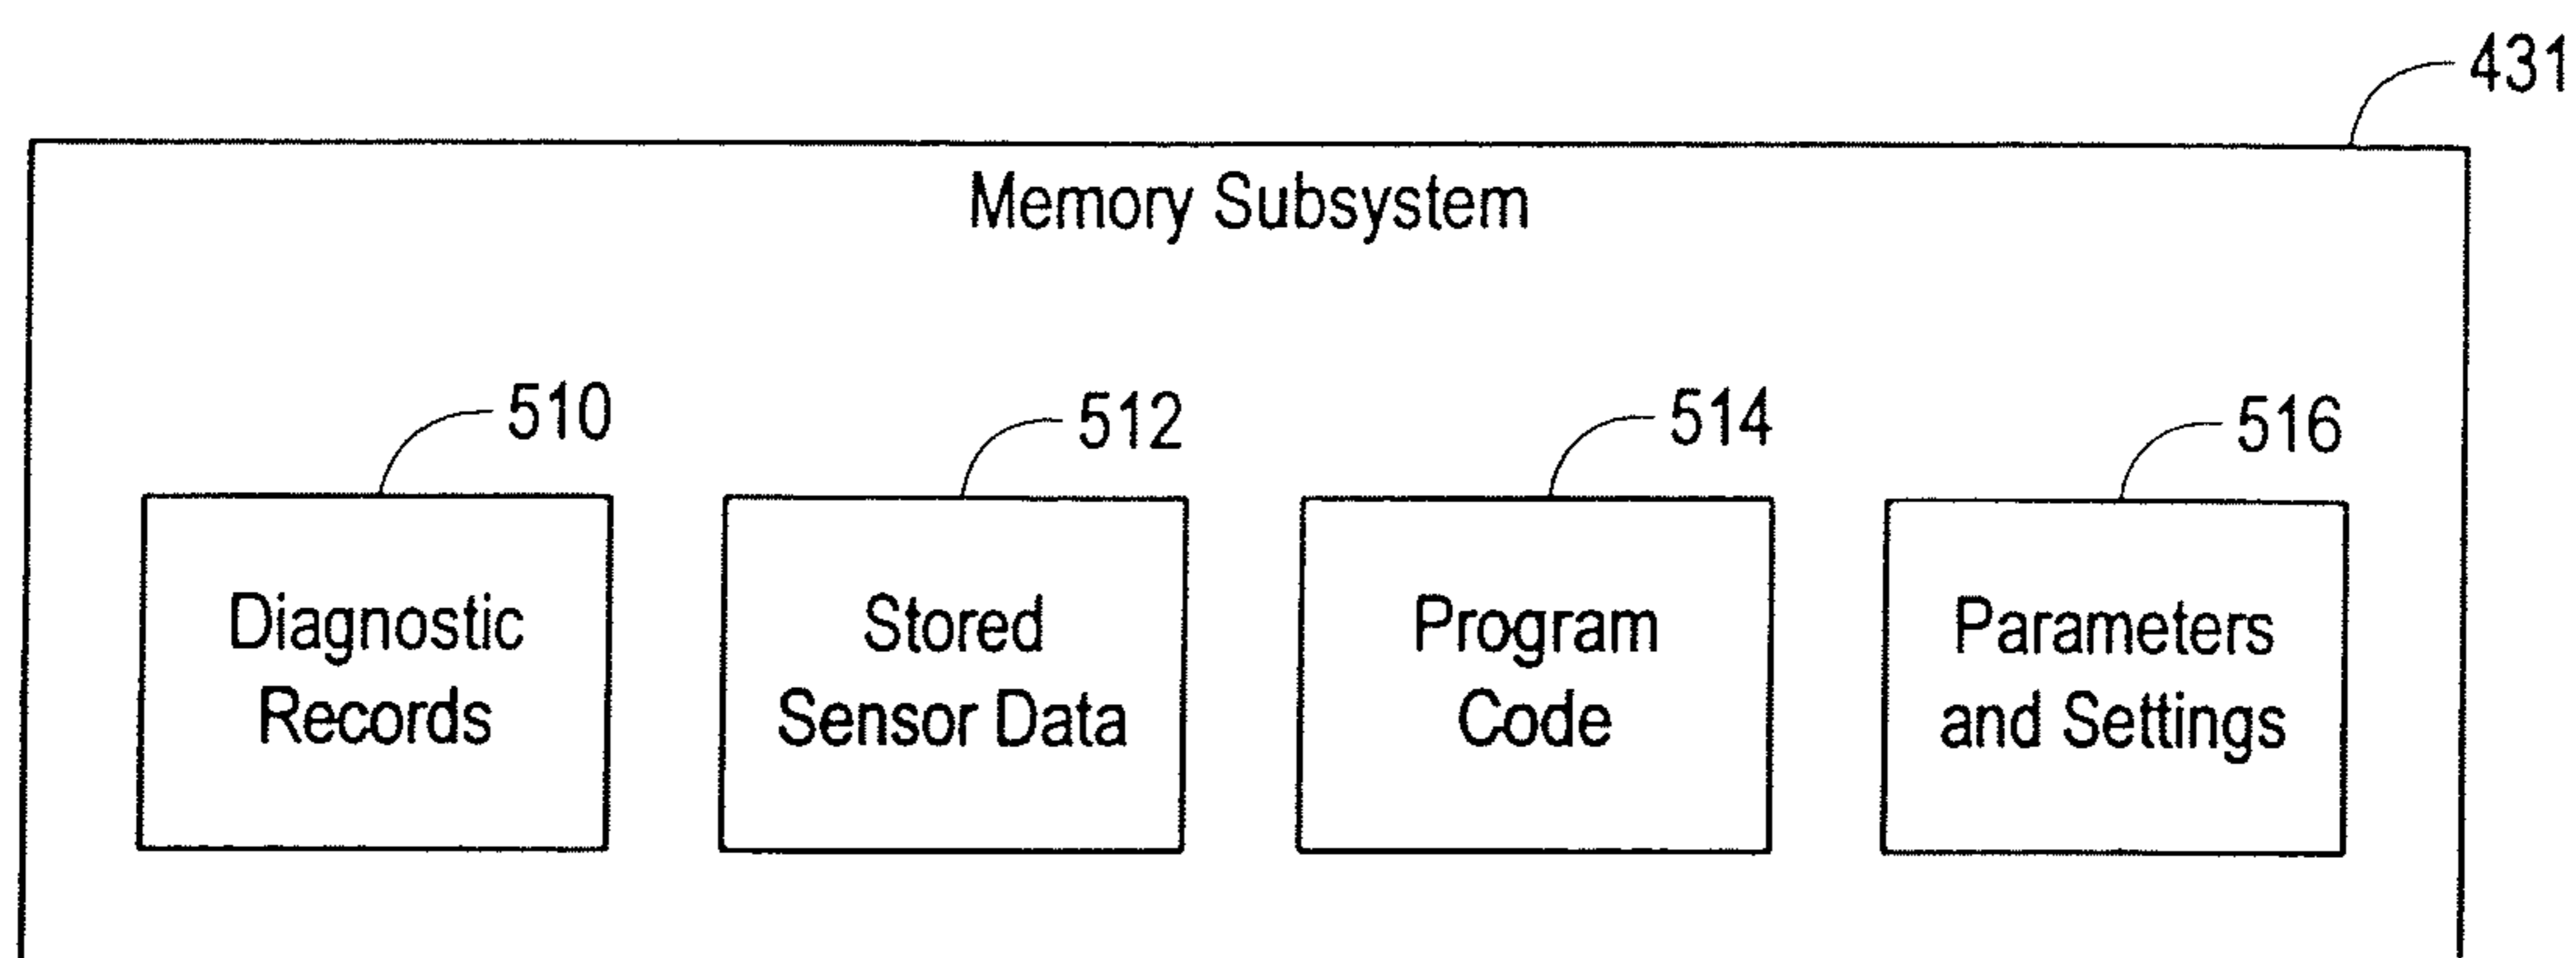 431
Memory Subsystem
510
512
514
516
Diagnostic
Records
Stored
Sensor Data
Program
Code
Parameters
and Settings